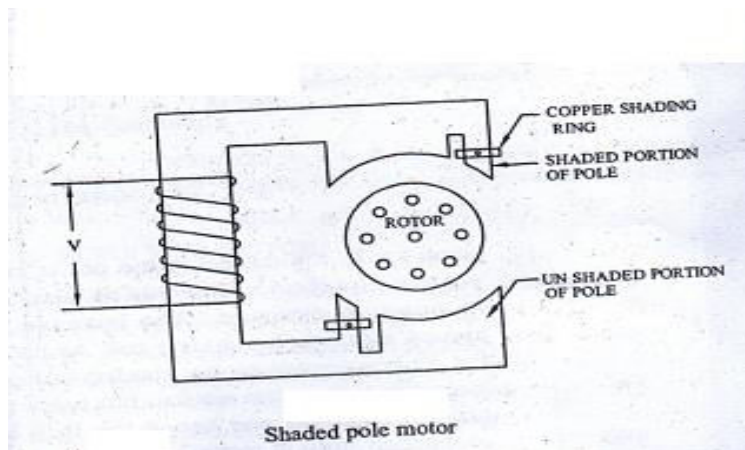 COPPER SHADING
RING
SHADED PORTION
OF POLE
ROTOR
V
UN SHADED PORTION
OF POLE
Shaded pole motor